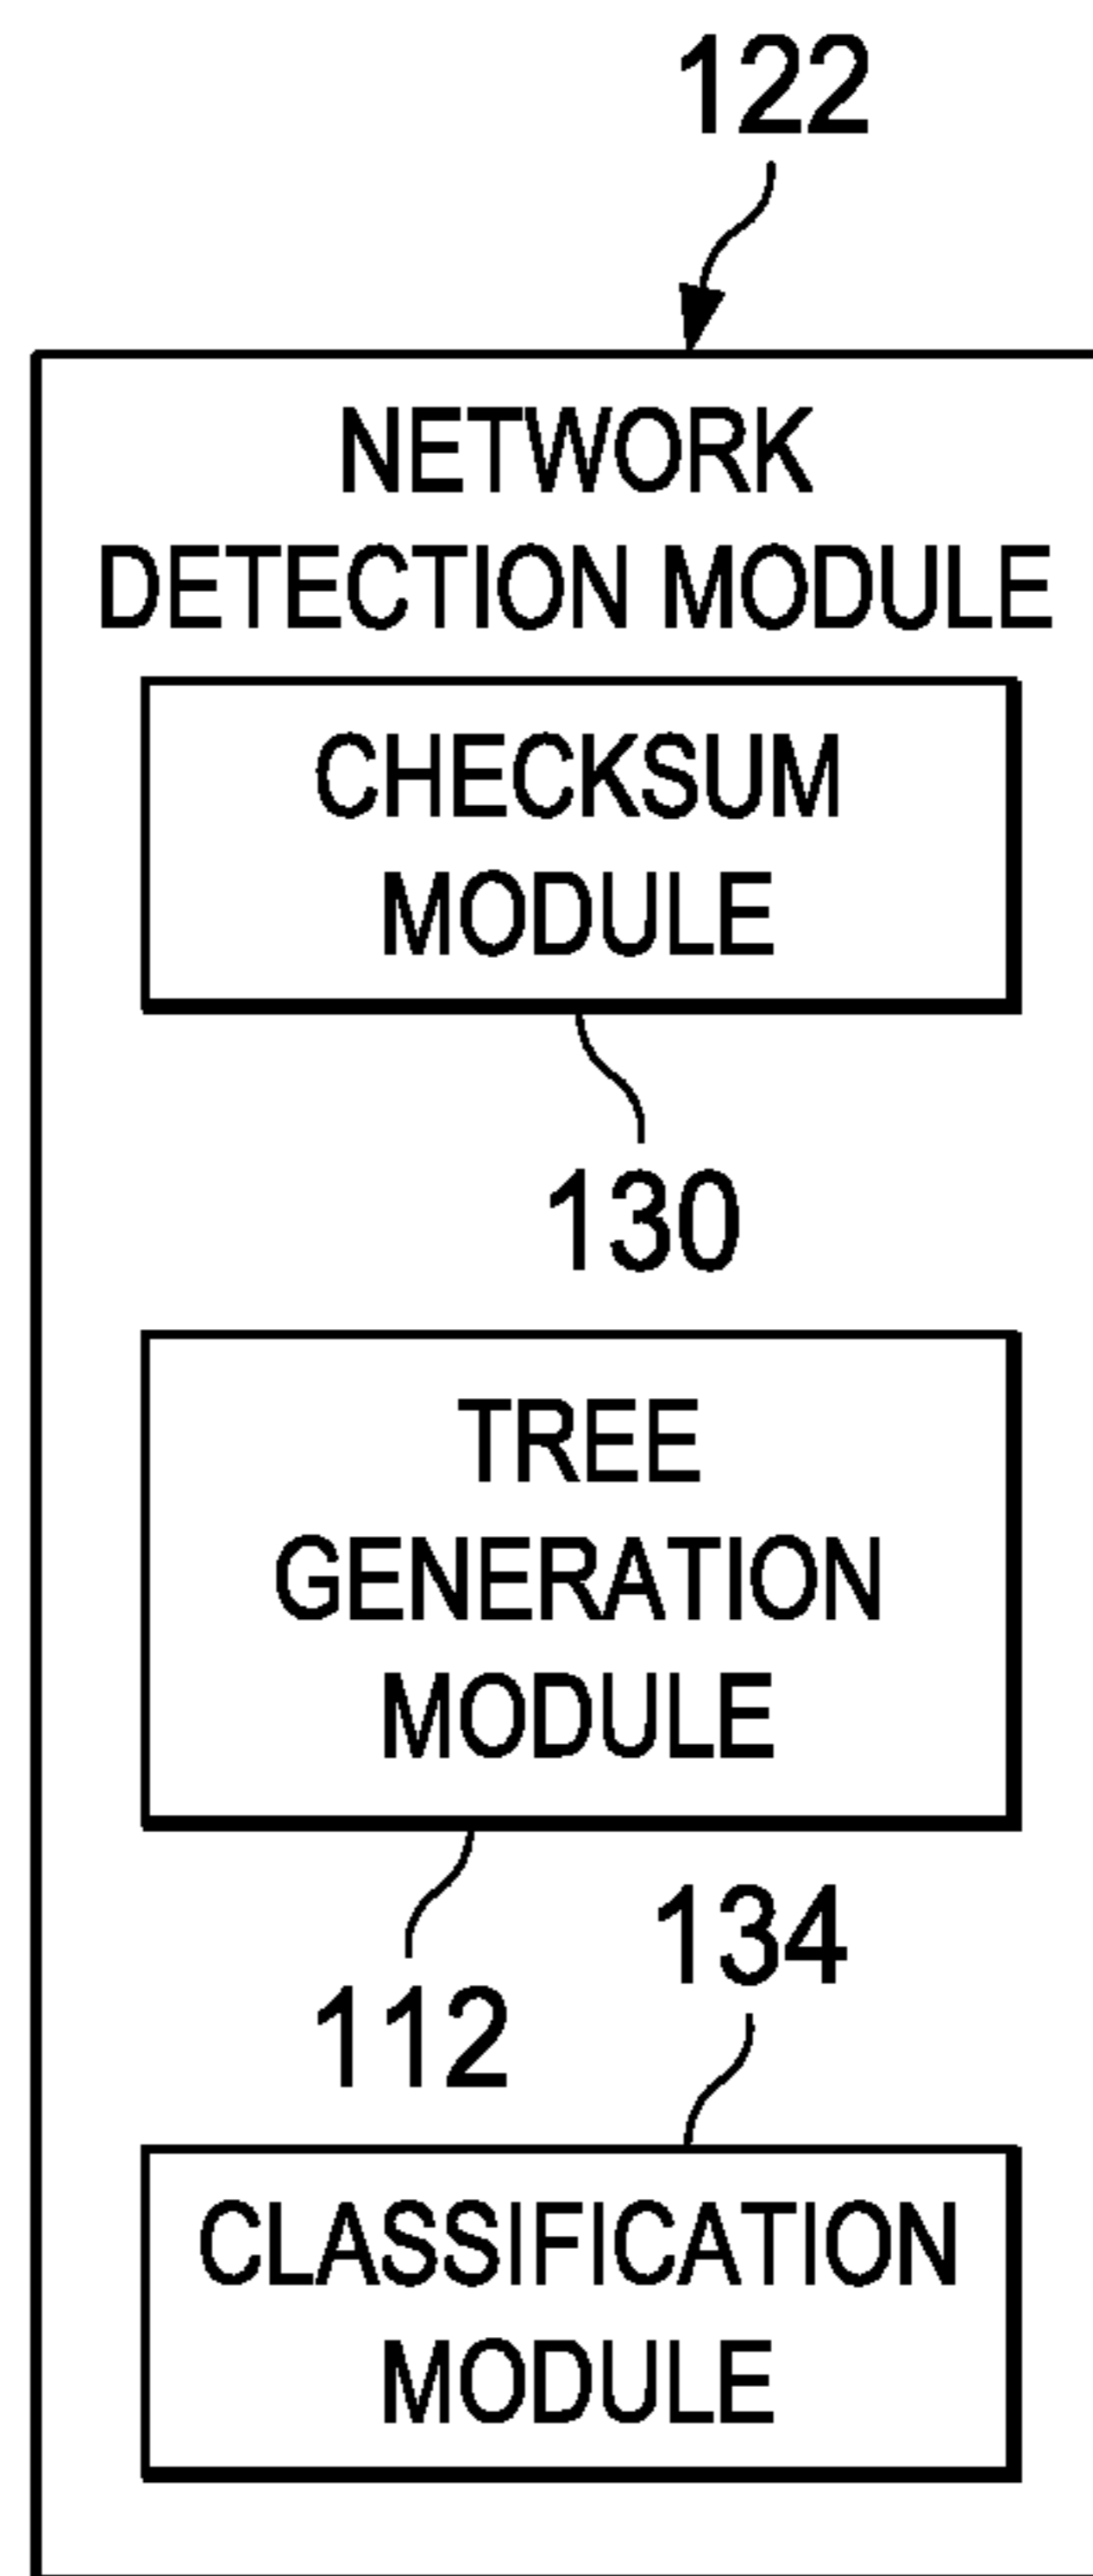 122
NETWORK
DETECTION MODULE
CHECKSUM
MODULE
130
TREE
GENERATION
MODULE
112
134
CLASSIFICATION
MODULE